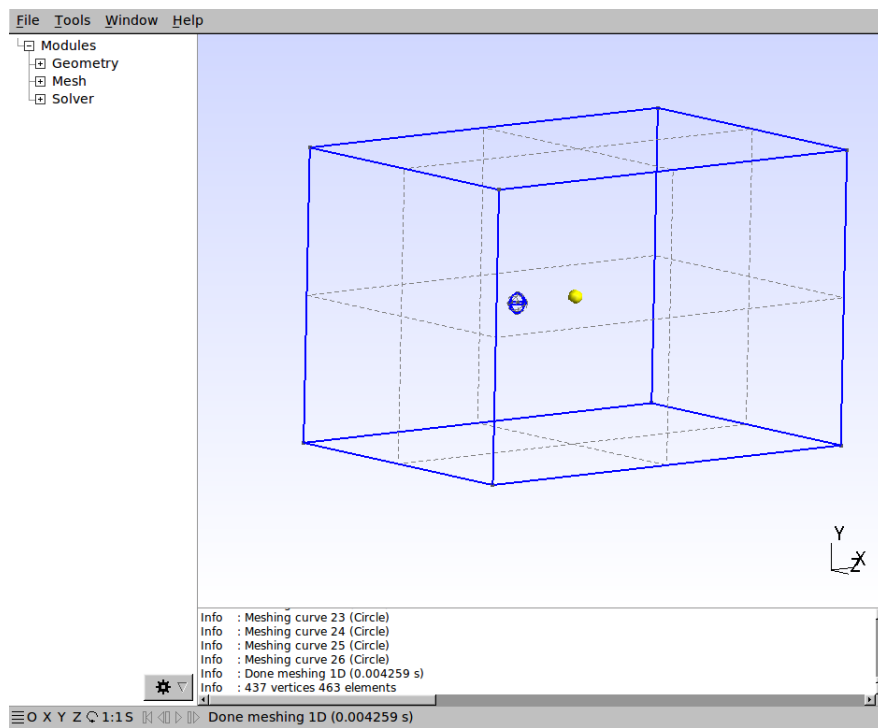 File Tools Window Help
Modules
Geometry
Mesh
Solver
Y
X
Z
Info : Meshing curve 23 (Circle)
Info : Meshing curve 24 (Circle)
Info : Meshing curve 25 (Circle)
Info : Meshing curve 26 (Circle)
Info : Done meshing 1D (0.004259 s)
Info : 437 vertices 463 elements
O X Y Z 1:1 S Done meshing 1D (0.004259 s)